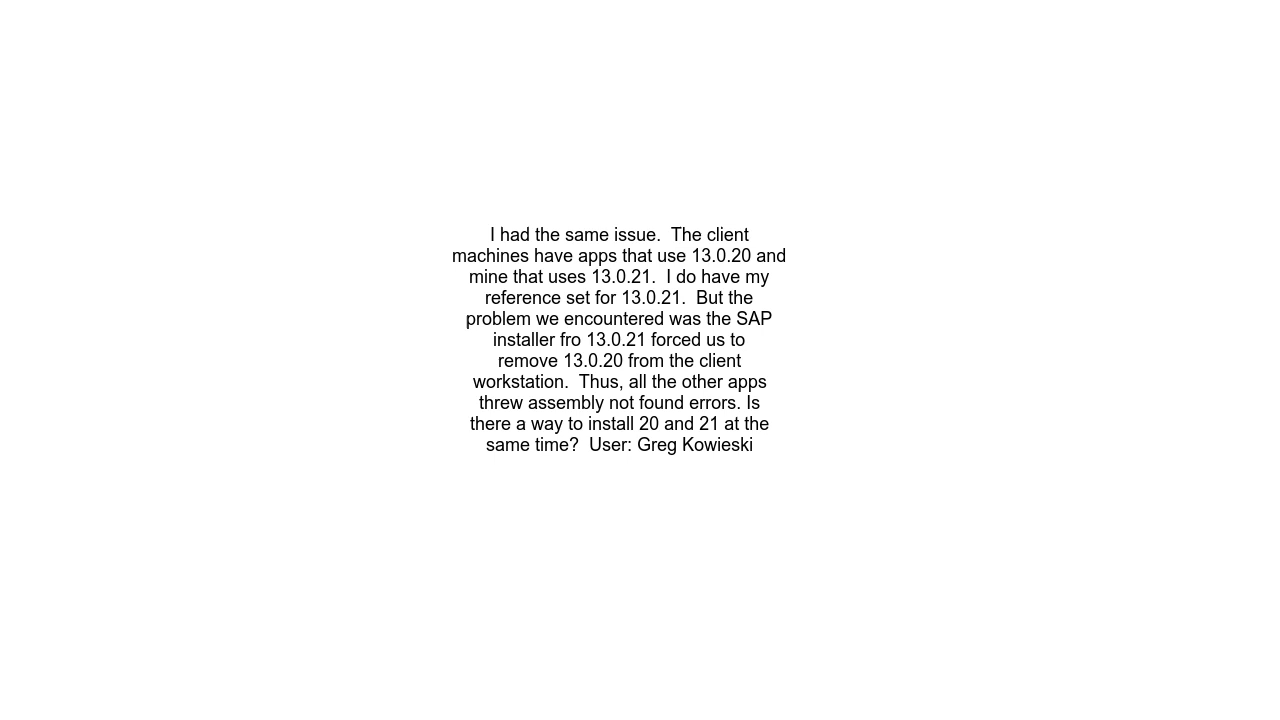 I had the same issue.  The client
machines have apps that use 13.0.20 and
mine that uses 13.0.21.  I do have my
reference set for 13.0.21.  But the
problem we encountered was the SAP
installer fro 13.0.21 forced us to
remove 13.0.20 from the client
workstation.  Thus, all the other apps
threw assembly not found errors. Is
there a way to install 20 and 21 at the
same time?  User: Greg Kowieski